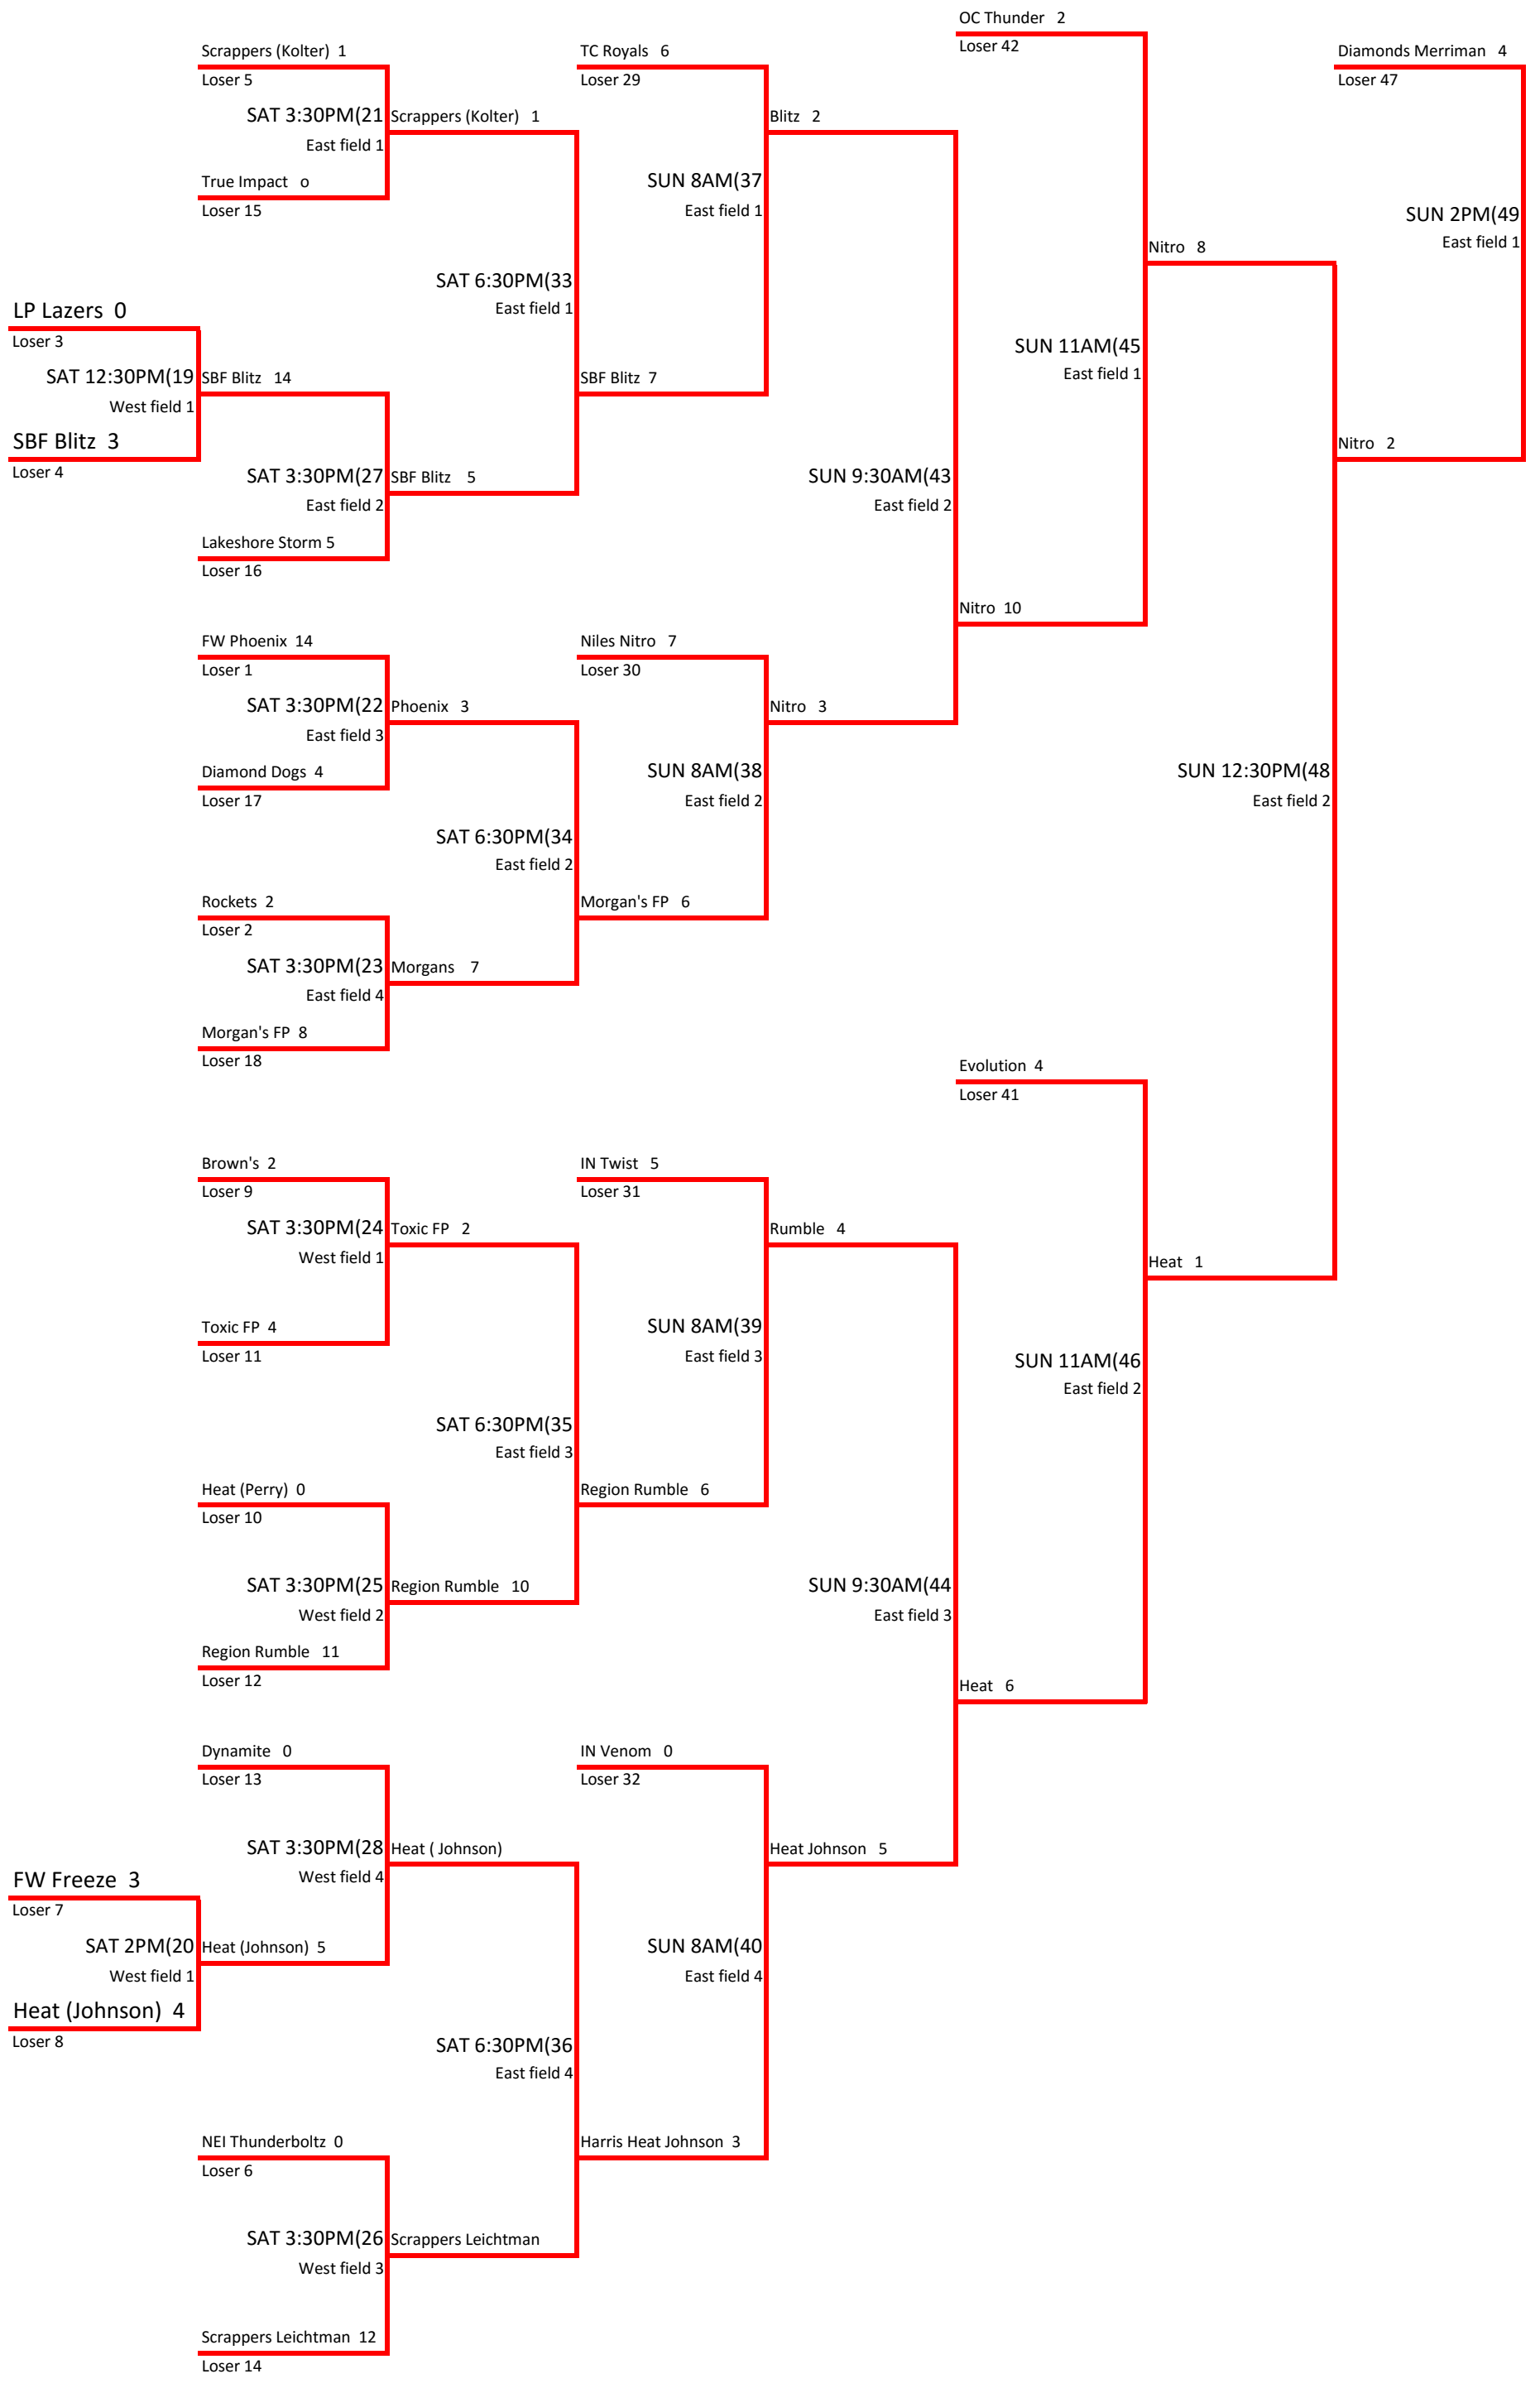 OC Thunder 2
Scrappers (Kolter) 1
TC Royals 6
Loser 42
Diamonds Merriman 4
Loser 5
Loser 29
Loser 47
SAT 3:30PM(21
Scrappers (Kolter) 1
Blitz 2
East field 1
True Impact o
SUN 8AM(37
Loser 15
East field 1
SUN 2PM(49
East field 1
Nitro 8
SAT 6:30PM(33
East field 1
LP Lazers 0
Loser 3
SUN 11AM(45
East field 1
SAT 12:30PM(19
SBF Blitz 14
SBF Blitz 7
West field 1
SBF Blitz 3
Nitro 2
Loser 4
SAT 3:30PM(27
SBF Blitz 5
SUN 9:30AM(43
East field 2
East field 2
Lakeshore Storm 5
Loser 16
Nitro 10
FW Phoenix 14
Niles Nitro 7
Loser 1
Loser 30
SAT 3:30PM(22
Phoenix 3
Nitro 3
East field 3
Diamond Dogs 4
SUN 8AM(38
SUN 12:30PM(48
Loser 17
East field 2
East field 2
SAT 6:30PM(34
East field 2
Rockets 2
Morgan's FP 6
Loser 2
SAT 3:30PM(23
Morgans 7
East field 4
Morgan's FP 8
Loser 18
Evolution 4
Loser 41
Brown's 2
IN Twist 5
Loser 9
Loser 31
SAT 3:30PM(24
Toxic FP 2
Rumble 4
West field 1
Heat 1
Toxic FP 4
SUN 8AM(39
Loser 11
East field 3
SUN 11AM(46
East field 2
SAT 6:30PM(35
East field 3
Heat (Perry) 0
Region Rumble 6
Loser 10
SAT 3:30PM(25
Region Rumble 10
SUN 9:30AM(44
West field 2
East field 3
Region Rumble 11
Loser 12
Heat 6
Dynamite 0
IN Venom 0
Loser 13
Loser 32
SAT 3:30PM(28
Heat ( Johnson)
Heat Johnson 5
West field 4
FW Freeze 3
Loser 7
SAT 2PM(20
Heat (Johnson) 5
SUN 8AM(40
West field 1
East field 4
Heat (Johnson) 4
Loser 8
SAT 6:30PM(36
East field 4
NEI Thunderboltz 0
Harris Heat Johnson 3
Loser 6
SAT 3:30PM(26
Scrappers Leichtman
West field 3
Scrappers Leichtman 12
Loser 14